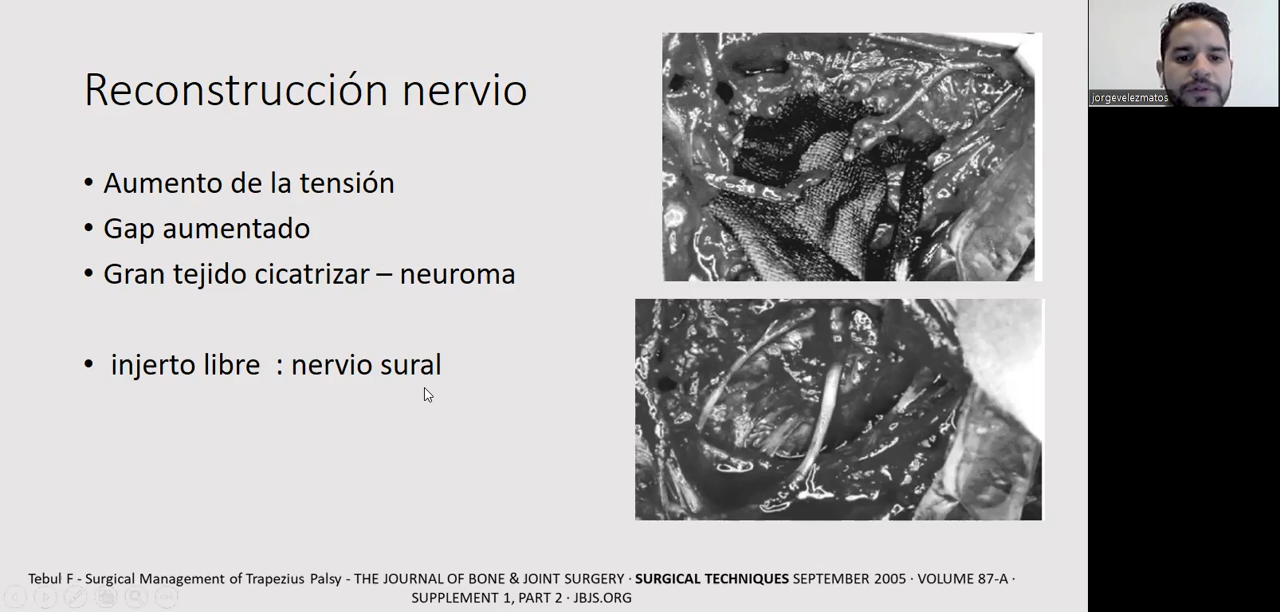 Reconstrucción nervio
• Aumento de la tensión
• Gap aumentado
• Gran tejido cicatrizar – neuroma
• injerto libre : nervio sural
Tebul F - Surgical Management of Trapezius Palsy - THE JOURNAL OF BONE & JOINT SURGERY · SURGICAL TECHNIQUES SEPTEMBER 2005 · VOLUME 87-A ·
SUPPLEMENT 1, PART 2 · JBJS.ORG
jorgevelezmatos